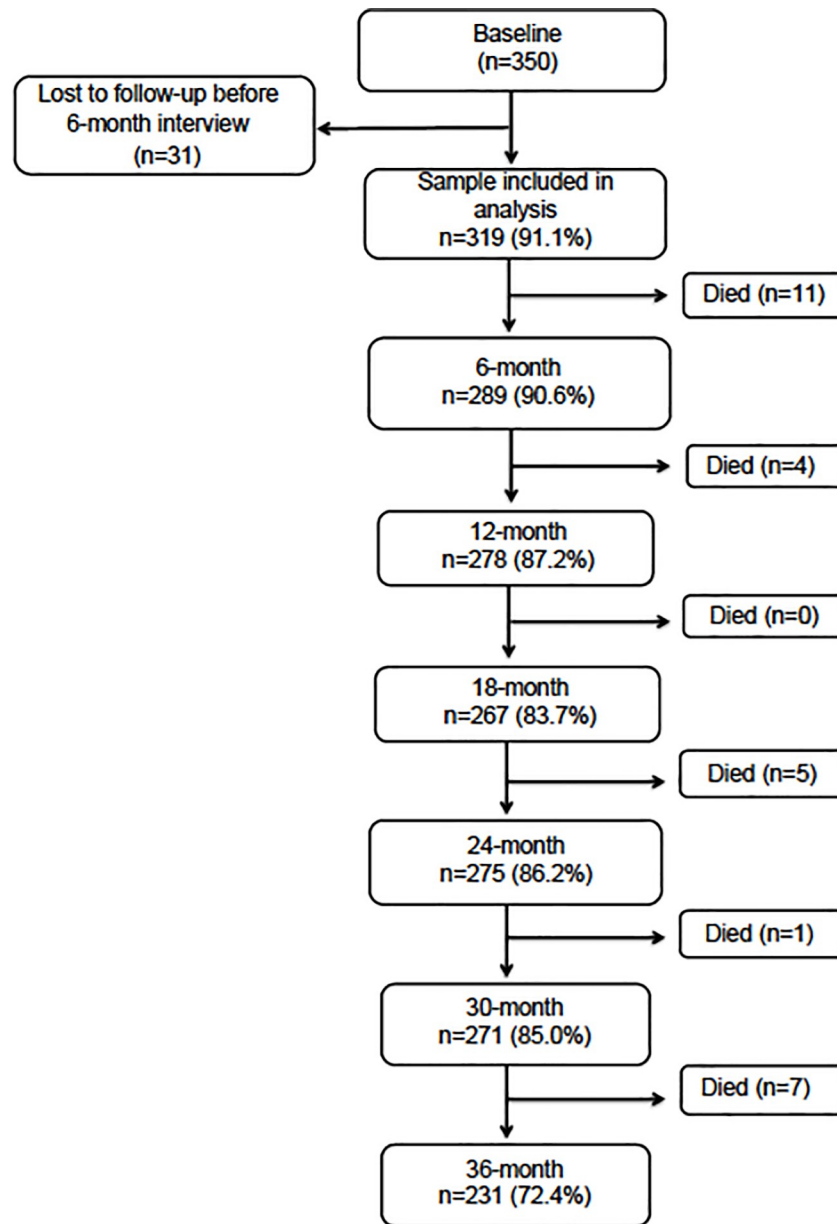 Baseline
(n=350)
Lost to follow-up before
6-month interview
(n=31)
Sample included in
analysis
n=319 (91.1%)
Died (n=11)
6-month
n=289 (90.6%)
Died (n=4)
12-month
n=278 (87.2%)
Died (n=0)
18-month
n=267 (83.7%)
Died (n=5)
24-month
n=275 (86.2%)
Died (n=1)
30-month
n=271 (85.0%)
Died (n=7)
36-month
n=231 (72.4%)